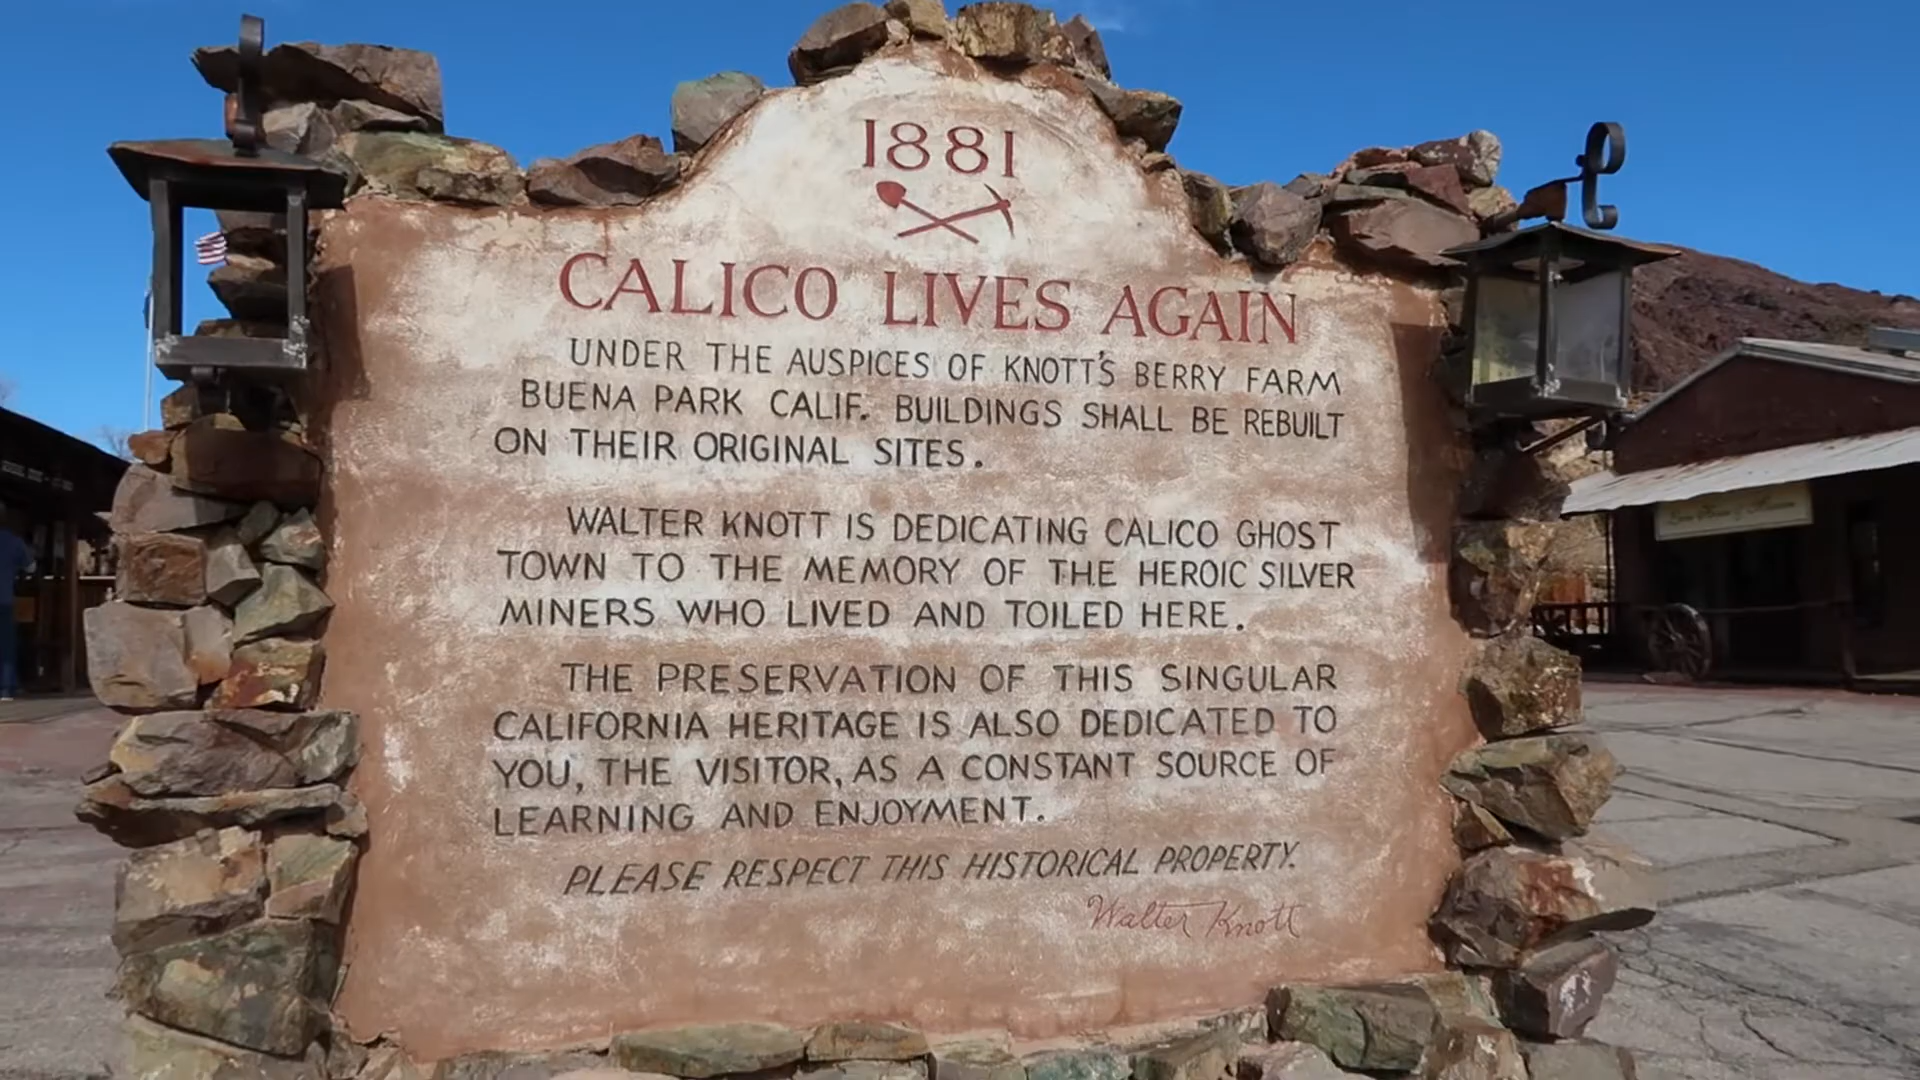 1881
CALICO LIVES AGAIN
UNDER THE AUSPICES OF KNOTT'S BERRY FARM
BUENA PARK CALIF. BUILDINGS SHALL BE REBUILT
ON THEIR ORIGINAL SITES.
WALTER KNOTT IS DEDICATING CALICO GHOST
TOWN TO THE MEMORY OF THE HEROIC SILVER
MINERS WHO LIVED AND TOILED HERE.
THE PRESERVATION OF THIS SINGULAR
CALIFORNIA HERITAGE IS ALSO DEDICATED TO
YOU, THE VISITOR, AS A CONSTANT SOURCE OF
LEARNING AND ENJOYMENT.
PLEASE RESPECT THIS HISTORICAL PROPERTY.
Walter Knott